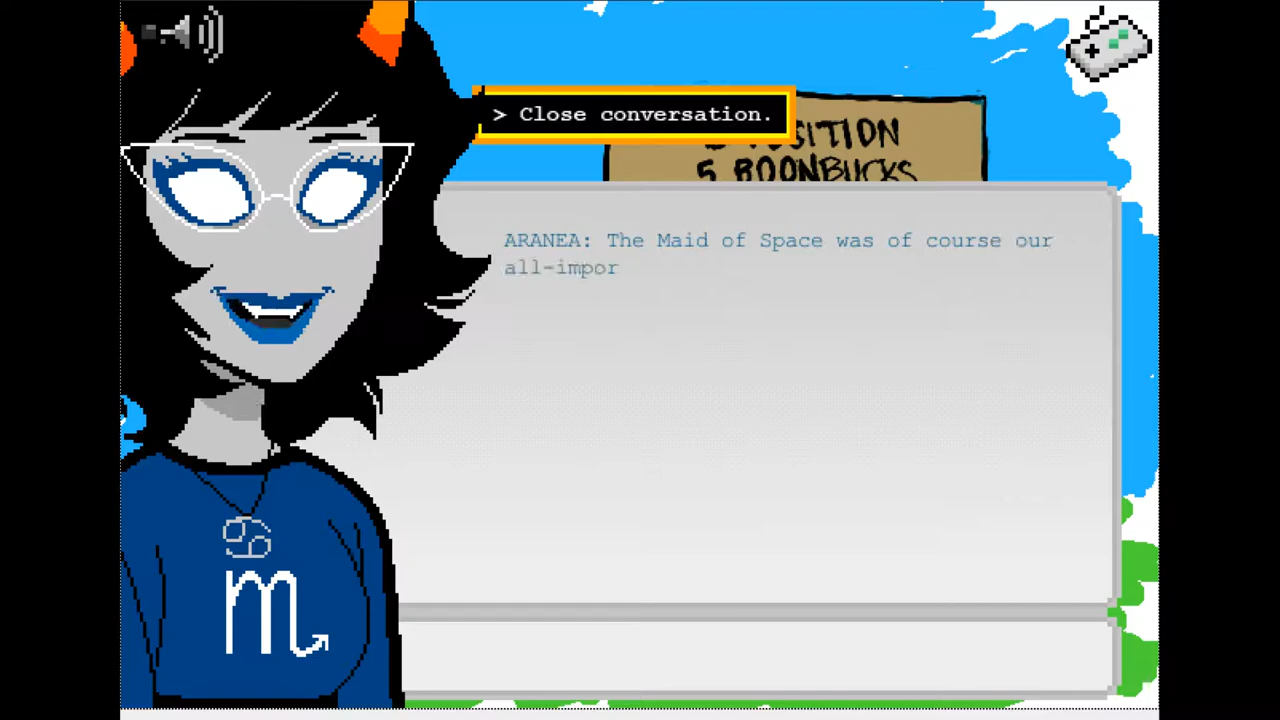 > Close conversation.
5 BOONBUCKS
ARANEA: The Maid of Space was of course our
all-impor